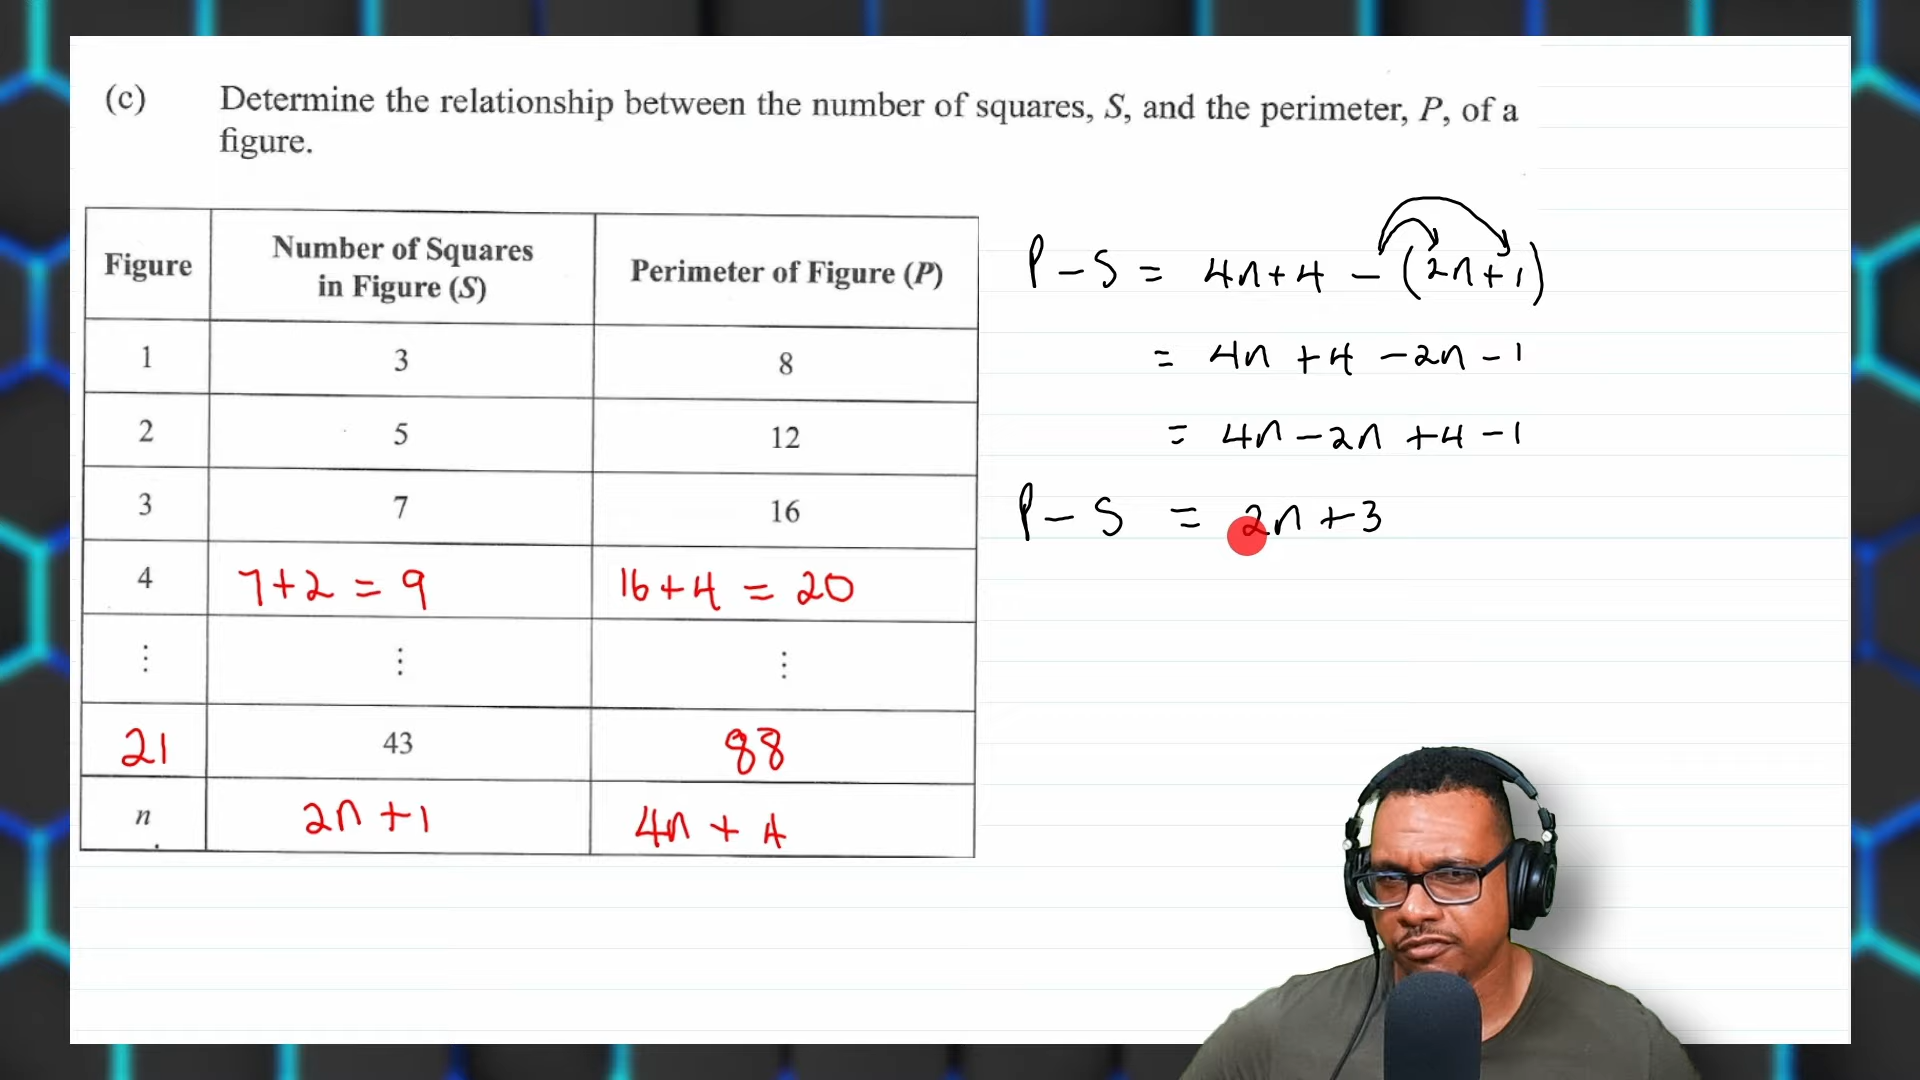 (c) Determine the relationship between the number of squares, S, and the perimeter, P, of a
figure.
Figure
Number of Squares
in Figure (S)
Perimeter of Figure (P)
1 3 8
2 5 12
3 7 16
4 7+2 = 9 16+4 = 20
⋮ ⋮ ⋮
21 43 88
n 2n+1 4n + 4
P – S = 4n+4 – (2n+1)
= 4n +4 – 2n – 1
= 4n – 2n +4 – 1
P – S = 2n+3